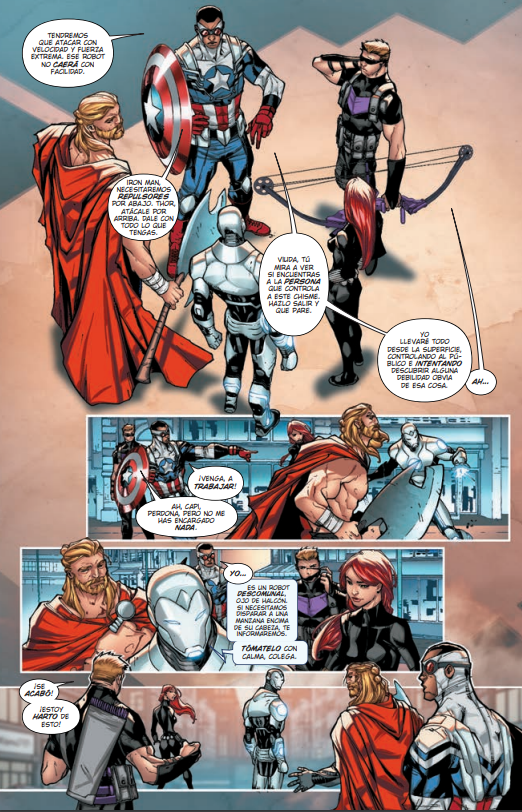 TENDREMOS
QUE ATACAR CON
VELOCIDAD Y FUERZA
EXTREMA. ESE ROBOT
NO CAERÁ CON
FACILIDAD.
IRON MAN,
NECESITAREMOS
REPULSORES
POR ABAJO. THOR,
ATÁCALE POR
ARRIBA. DALE CON
TODO LO QUE
TENGAS.
VIUDA, TÚ
MIRA A VER
SI ENCUENTRAS
A LA PERSONA
QUE CONTROLA
A ESTE CHISME.
HAZLO SALIR Y
QUE PARE.
YO
LLEVARÉ TODO
DESDE LA SUPERFICIE,
CONTROLANDO AL PÚ-
BLICO E INTENTANDO
DESCUBRIR ALGUNA
DEBILIDAD OBVIA
DE ESA COSA.
AH...
¡VENGA, A
TRABAJAR!
AH, CAPI,
PERDONA, PERO NO ME
HAS ENCARGADO
NADA.
YO...
ES UN ROBOT
DESCOMUNAL,
OJO DE HALCÓN.
SI NECESITAMOS
DISPARAR A UNA
MANZANA ENCIMA
DE SU CABEZA, TE
INFORMAREMOS.
TÓMATELO CON
CALMA, COLEGA.
¡SE
ACABÓ!
¡ESTOY
HARTO DE
ESTO!